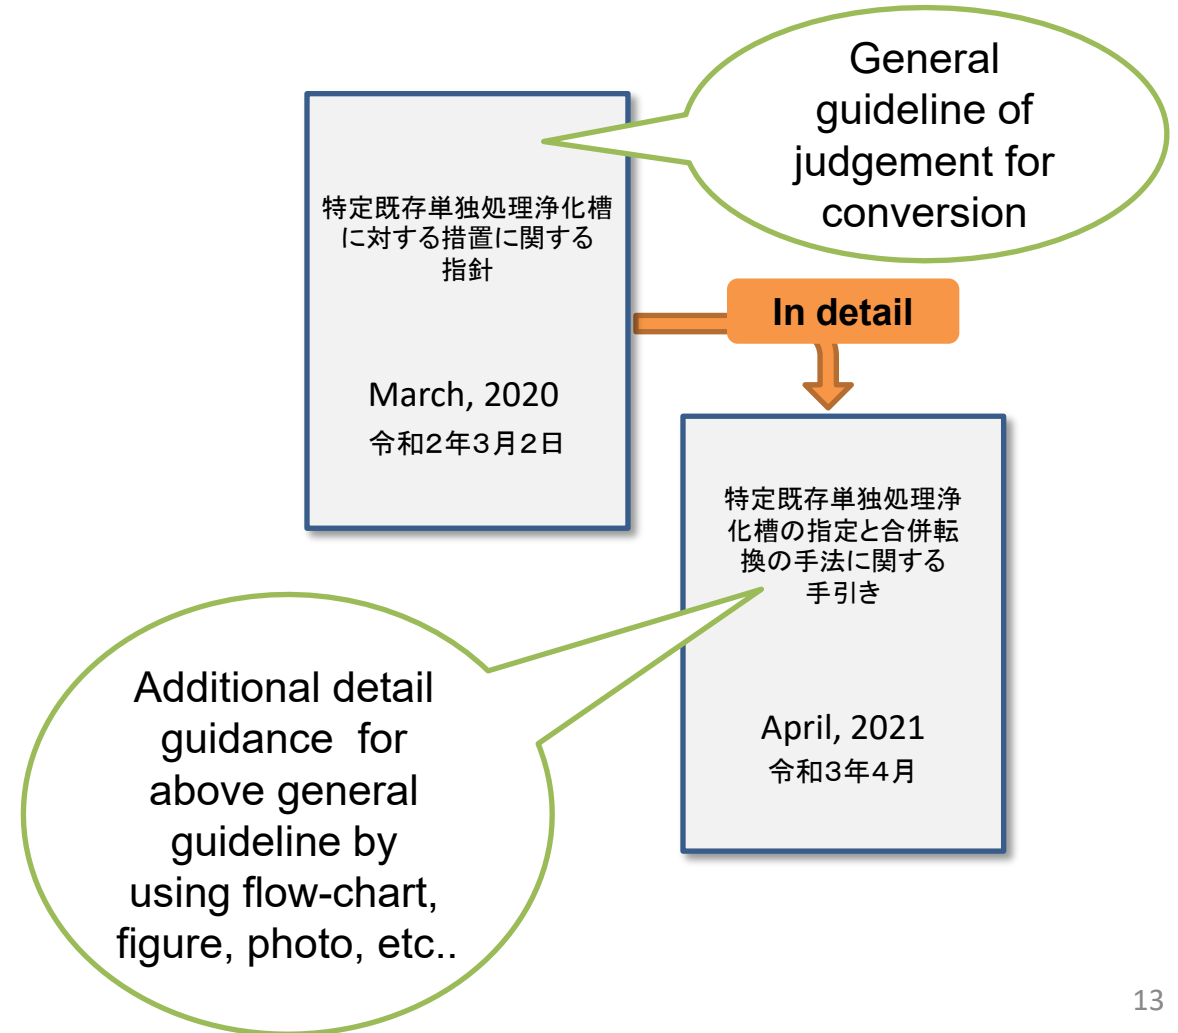 General
guideline of
judgement for
conversion
特定既存単独処理浄化槽
に対する措置に関する
指針
March, 2020
令和2年3月2日
In detail
特定既存単独処理浄
化槽の指定と合併転
換の手法に関する
手引き
April, 2021
令和3年4月
Additional detail
guidance for
above general
guideline by
using flow-chart,
figure, photo, etc..
13